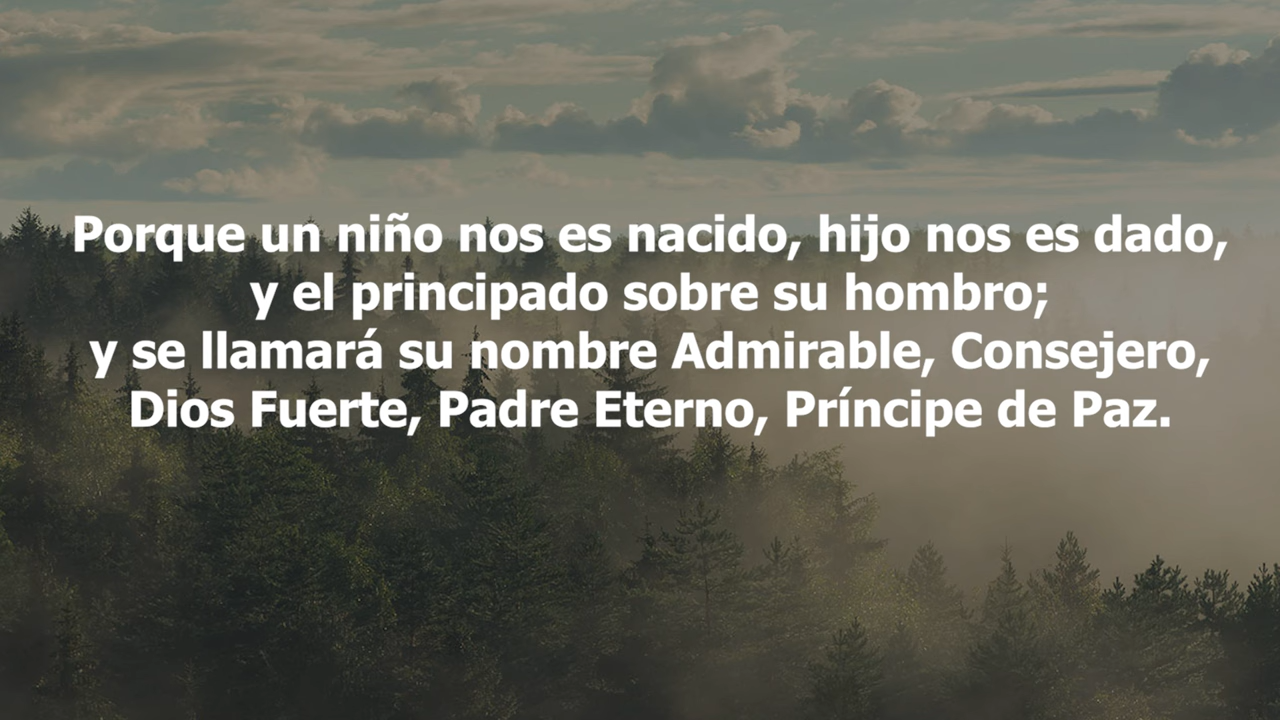 Porque un niño nos es nacido, hijo nos es dado,
y el principado sobre su hombro;
y se llamará su nombre Admirable, Consejero,
Dios Fuerte, Padre Eterno, Príncipe de Paz.